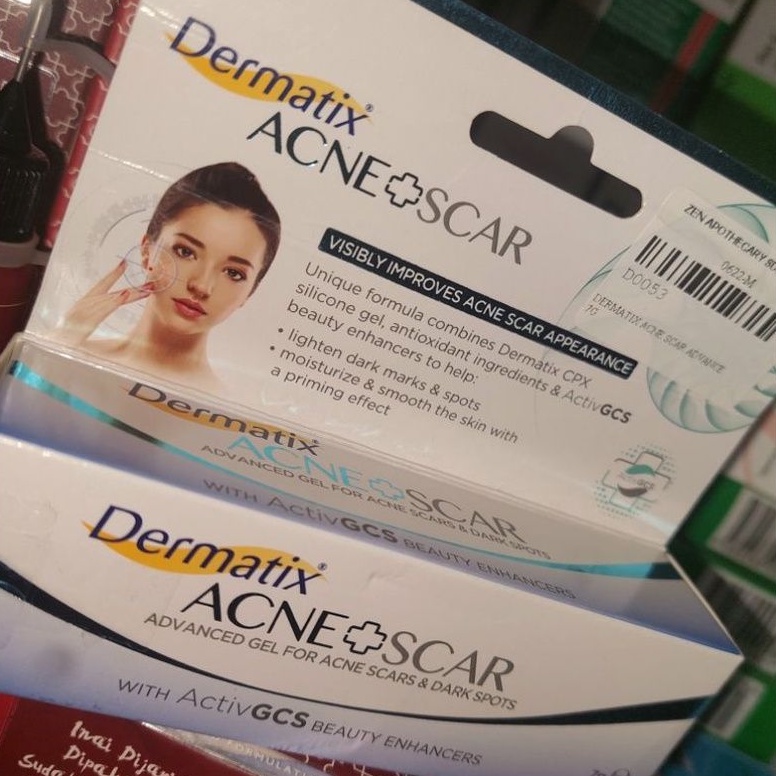 Dermatix®
ACNE SCAR
VISIBLY IMPROVES ACNE SCAR APPEARANCE
Unique formula combines Dermatix CPX
silicone gel, antioxidant ingredients & ActivGCS
beauty enhancers to help:
• lighten dark marks & spots
• moisturize & smooth the skin with
a priming effect
ZEN APOTHECARY
0622-M
D0053
DERMATIX ACNE SCAR ADVANCE
7G
Dermatix®
ACNE SCAR
ADVANCED GEL FOR ACNE SCARS & DARK SPOTS
WITH ActivGCS BEAUTY ENHANCERS
Dermatix®
ACNE SCAR
ADVANCED GEL FOR ACNE SCARS & DARK SPOTS
WITH ActivGCS BEAUTY ENHANCERS
Inai